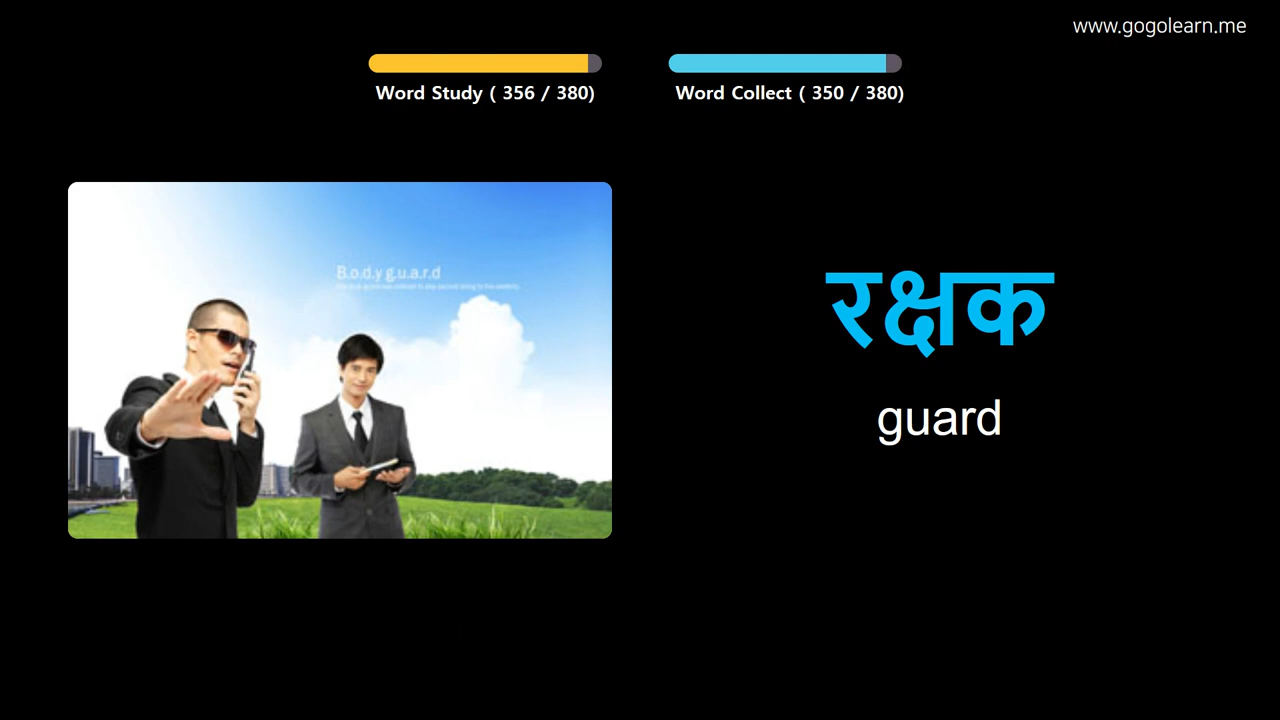 www.gogolearn.me
Word Study ( 356 / 380)
Word Collect ( 350 / 380)
B.o.d.y g.u.a.r.d
रक्षक
guard